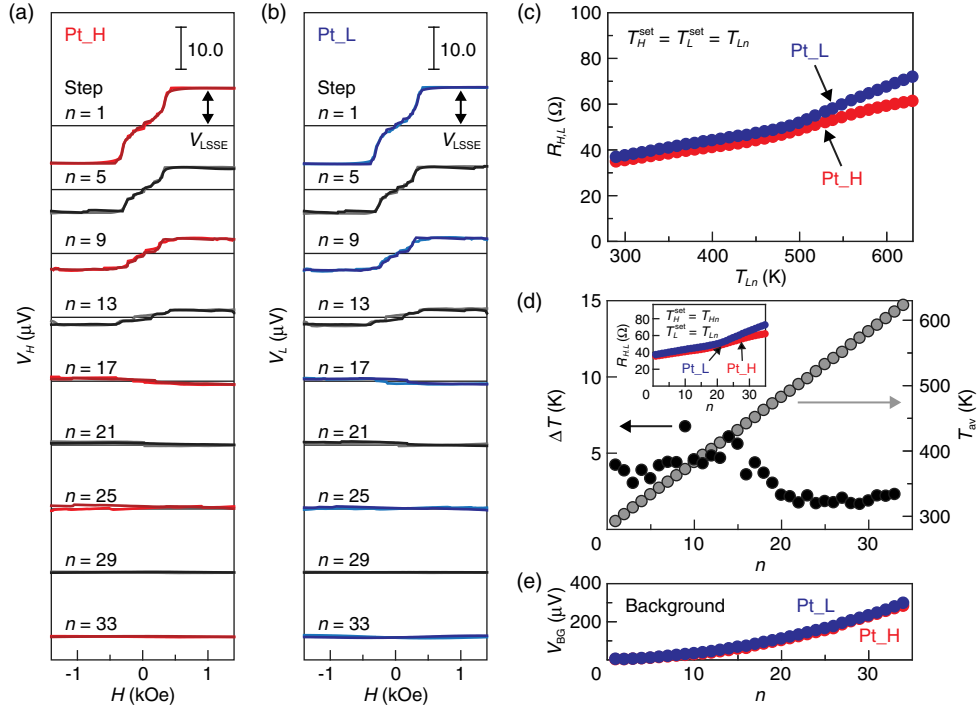 (a)
Pt_H
10.0
Step
n = 1
V_LSSE
n = 5
n = 9
n = 13
n = 17
n = 21
n = 25
n = 29
n = 33
V_H (μV)
-1 0 1
H (kOe)
(b)
Pt_L
10.0
Step
n = 1
V_LSSE
n = 5
n = 9
n = 13
n = 17
n = 21
n = 25
n = 29
n = 33
V_L (μV)
-1 0 1
H (kOe)
(c)
T_H^set = T_L^set = T_Ln
Pt_L
Pt_H
R_H,L (Ω)
100
80
60
40
20
0
300 400 500 600
T_Ln (K)
(d)
15
10
5
0
ΔT (K)
T_H^set = T_Hn
T_L^set = T_Ln
R_H,L (Ω)
100
80
60
40
20
0
Pt_L
Pt_H
0 10 20 30
n
600
500
400
300
T_av (K)
0 10 20 30
n
(e)
400
200
0
V_BG (μV)
Background
Pt_L
Pt_H
0 10 20 30
n